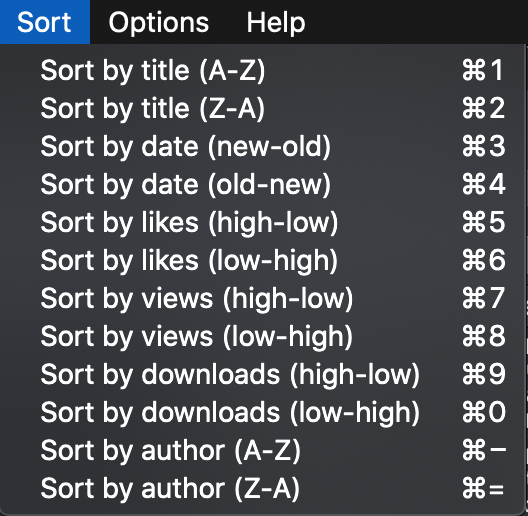 Sort Options Help
Sort by title (A-Z) ⌘1
Sort by title (Z-A) ⌘2
Sort by date (new-old) ⌘3
Sort by date (old-new) ⌘4
Sort by likes (high-low) ⌘5
Sort by likes (low-high) ⌘6
Sort by views (high-low) ⌘7
Sort by views (low-high) ⌘8
Sort by downloads (high-low) ⌘9
Sort by downloads (low-high) ⌘0
Sort by author (A-Z) ⌘−
Sort by author (Z-A) ⌘=